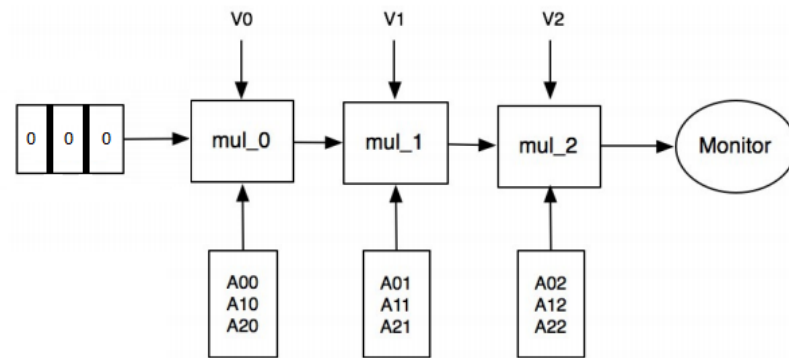 V0 V1 V2
0 0 0 mul_0 mul_1 mul_2 Monitor
A00 A01 A02
A10 A11 A12
A20 A21 A22